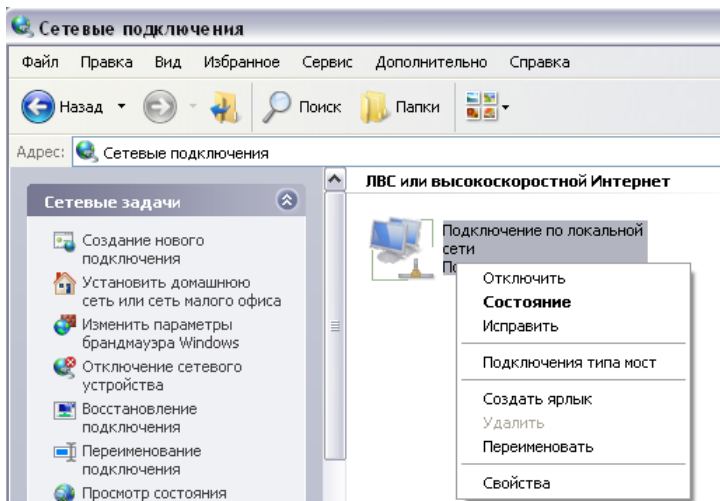 Сетевые подключения
Файл Правка Вид Избранное Сервис Дополнительно Справка
Назад Поиск Папки
Адрес: Сетевые подключения
Сетевые задачи
Создание нового
подключения
Установить домашнюю
сеть или сеть малого офиса
Изменить параметры
брандмауэра Windows
Отключение сетевого
устройства
Восстановление
подключения
Переименование
подключения
Просмотр состояния
ЛВС или высокоскоростной Интернет
Подключение по локальной
сети
Отключить
Состояние
Исправить
Подключения типа мост
Создать ярлык
Удалить
Переименовать
Свойства